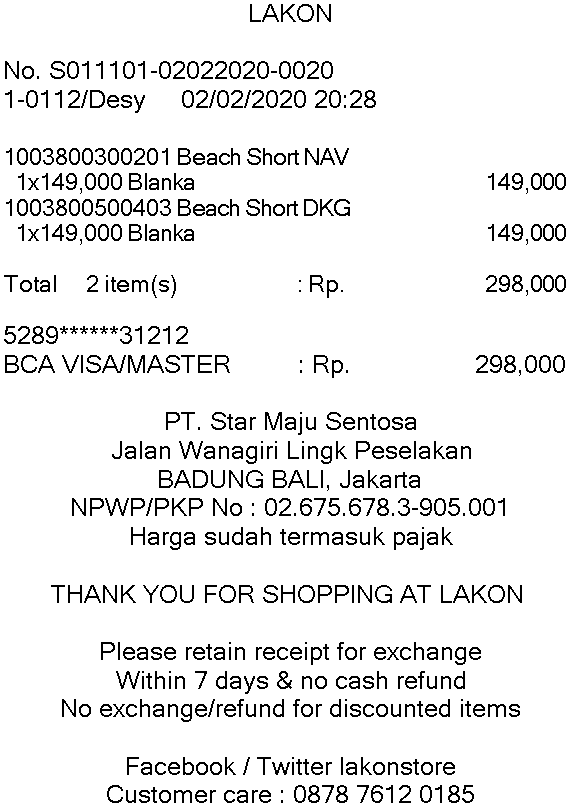 LAKON
No. S011101-02022020-0020
1-0112/Desy 02/02/2020 20:28
1003800300201 Beach Short NAV
1x149,000 Blanka 149,000
1003800500403 Beach Short DKG
1x149,000 Blanka 149,000
Total 2 item(s) : Rp. 298,000
5289******31212
BCA VISA/MASTER : Rp. 298,000
PT. Star Maju Sentosa
Jalan Wanagiri Lingk Peselakan
BADUNG BALI, Jakarta
NPWP/PKP No : 02.675.678.3-905.001
Harga sudah termasuk pajak
THANK YOU FOR SHOPPING AT LAKON
Please retain receipt for exchange
Within 7 days & no cash refund
No exchange/refund for discounted items
Facebook / Twitter lakonstore
Customer care : 0878 7612 0185